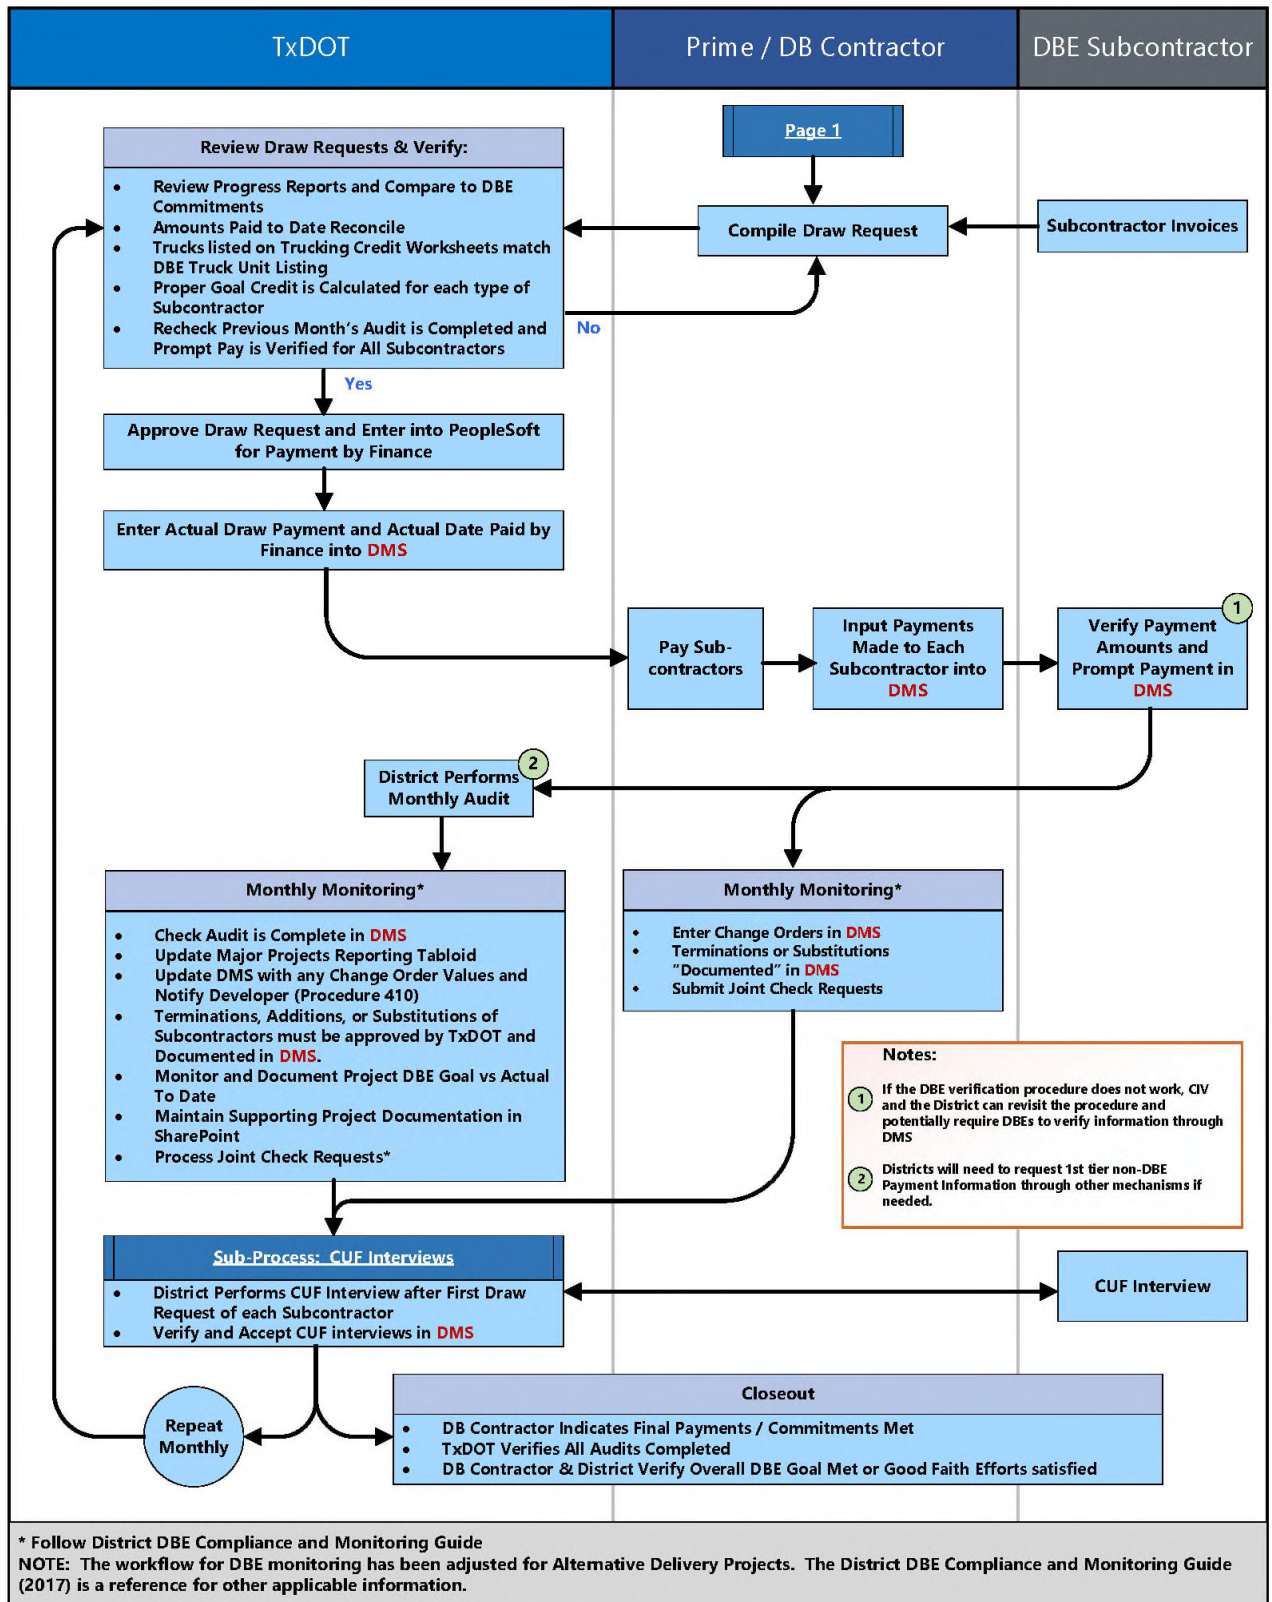 TxDOT
Prime / DB Contractor
DBE Subcontractor
Page 1
Review Draw Requests & Verify:
• Review Progress Reports and Compare to DBE
Commitments
• Amounts Paid to Date Reconcile
• Trucks listed on Trucking Credit Worksheets match
DBE Truck Unit Listing
• Proper Goal Credit is Calculated for each type of
Subcontractor
• Recheck Previous Month's Audit is Completed and
Prompt Pay is Verified for All Subcontractors
Compile Draw Request
Subcontractor Invoices
No
Yes
Approve Draw Request and Enter into PeopleSoft
for Payment by Finance
Enter Actual Draw Payment and Actual Date Paid by
Finance into DMS
Pay Sub-
contractors
Input Payments
Made to Each
Subcontractor into
DMS
1
Verify Payment
Amounts and
Prompt Payment in
DMS
2
District Performs
Monthly Audit
Monthly Monitoring*
• Check Audit is Complete in DMS
• Update Major Projects Reporting Tabloid
• Update DMS with any Change Order Values and
Notify Developer (Procedure 410)
• Terminations, Additions, or Substitutions of
Subcontractors must be approved by TxDOT and
Documented in DMS.
• Monitor and Document Project DBE Goal vs Actual
To Date
• Maintain Supporting Project Documentation in
SharePoint
• Process Joint Check Requests*
Monthly Monitoring*
• Enter Change Orders in DMS
• Terminations or Substitutions
"Documented" in DMS
• Submit Joint Check Requests
Notes:
1 If the DBE verification procedure does not work, CIV
and the District can revisit the procedure and
potentially require DBEs to verify information through
DMS
2 Districts will need to request 1st tier non-DBE
Payment Information through other mechanisms if
needed.
Sub-Process: CUF Interviews
• District Performs CUF Interview after First Draw
Request of each Subcontractor
• Verify and Accept CUF interviews in DMS
CUF Interview
Repeat
Monthly
Closeout
• DB Contractor Indicates Final Payments / Commitments Met
• TxDOT Verifies All Audits Completed
• DB Contractor & District Verify Overall DBE Goal Met or Good Faith Efforts satisfied
* Follow District DBE Compliance and Monitoring Guide
NOTE: The workflow for DBE monitoring has been adjusted for Alternative Delivery Projects. The District DBE Compliance and Monitoring Guide
(2017) is a reference for other applicable information.